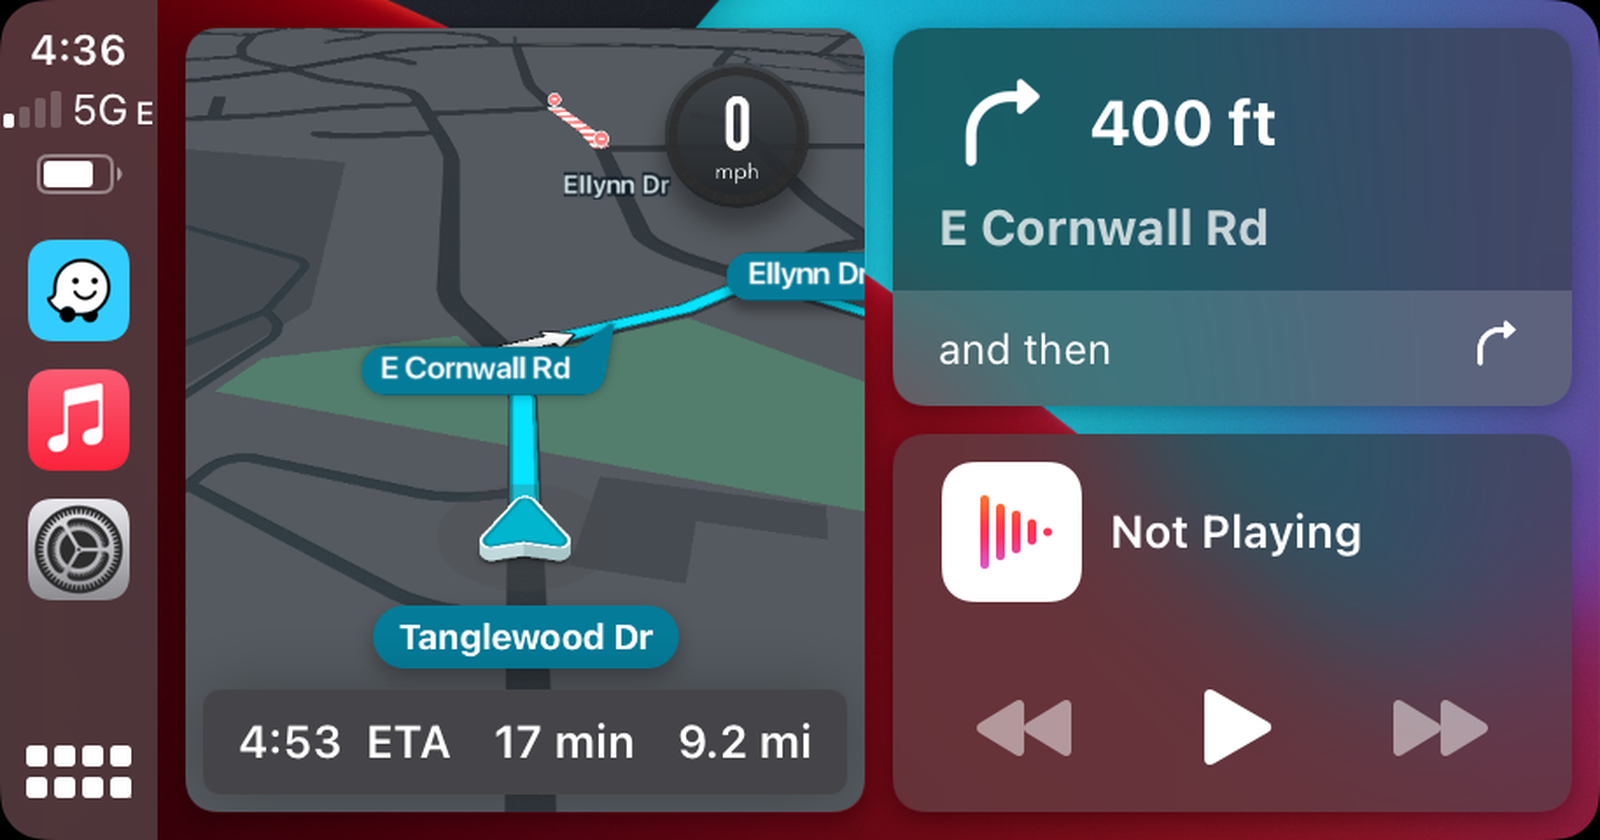 4:36
5G E
0
mph
Ellynn Dr
Ellynn Dr
E Cornwall Rd
Tanglewood Dr
4:53 ETA 17 min 9.2 mi
400 ft
E Cornwall Rd
and then
Not Playing